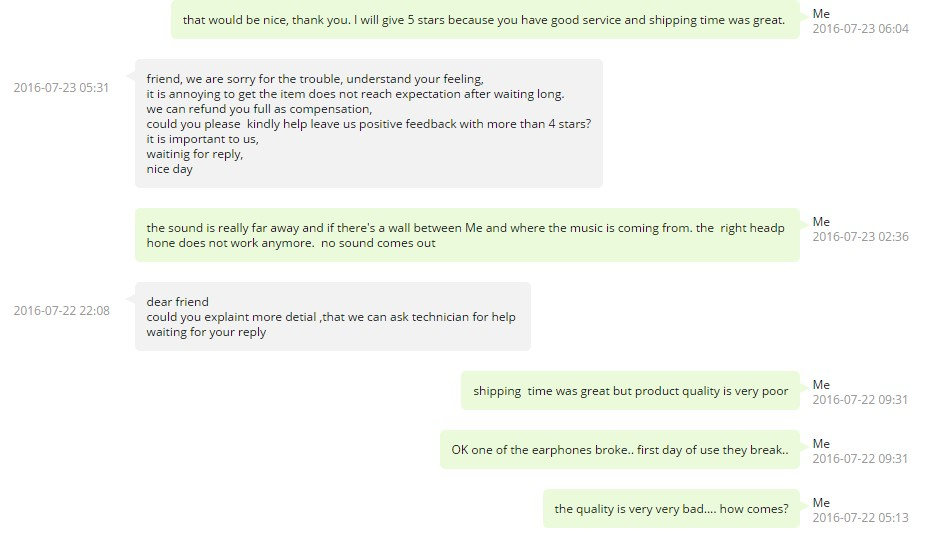 that would be nice, thank you. I will give 5 stars because you have good service and shipping time was great.
Me
2016-07-23 06:04
2016-07-23 05:31
friend, we are sorry for the trouble, understand your feeling,
it is annoying to get the item does not reach expectation after waiting long.
we can refund you full as compensation,
could you please  kindly help leave us positive feedback with more than 4 stars?
it is important to us,
waitinig for reply,
nice day
the sound is really far away and if there's a wall between Me and where the music is coming from. the  right headp
hone does not work anymore.  no sound comes out
Me
2016-07-23 02:36
2016-07-22 22:08
dear friend
could you explaint more detial ,that we can ask technician for help
waiting for your reply
shipping  time was great but product quality is very poor
Me
2016-07-22 09:31
OK one of the earphones broke.. first day of use they break..
Me
2016-07-22 09:31
the quality is very very bad.... how comes?
Me
2016-07-22 05:13